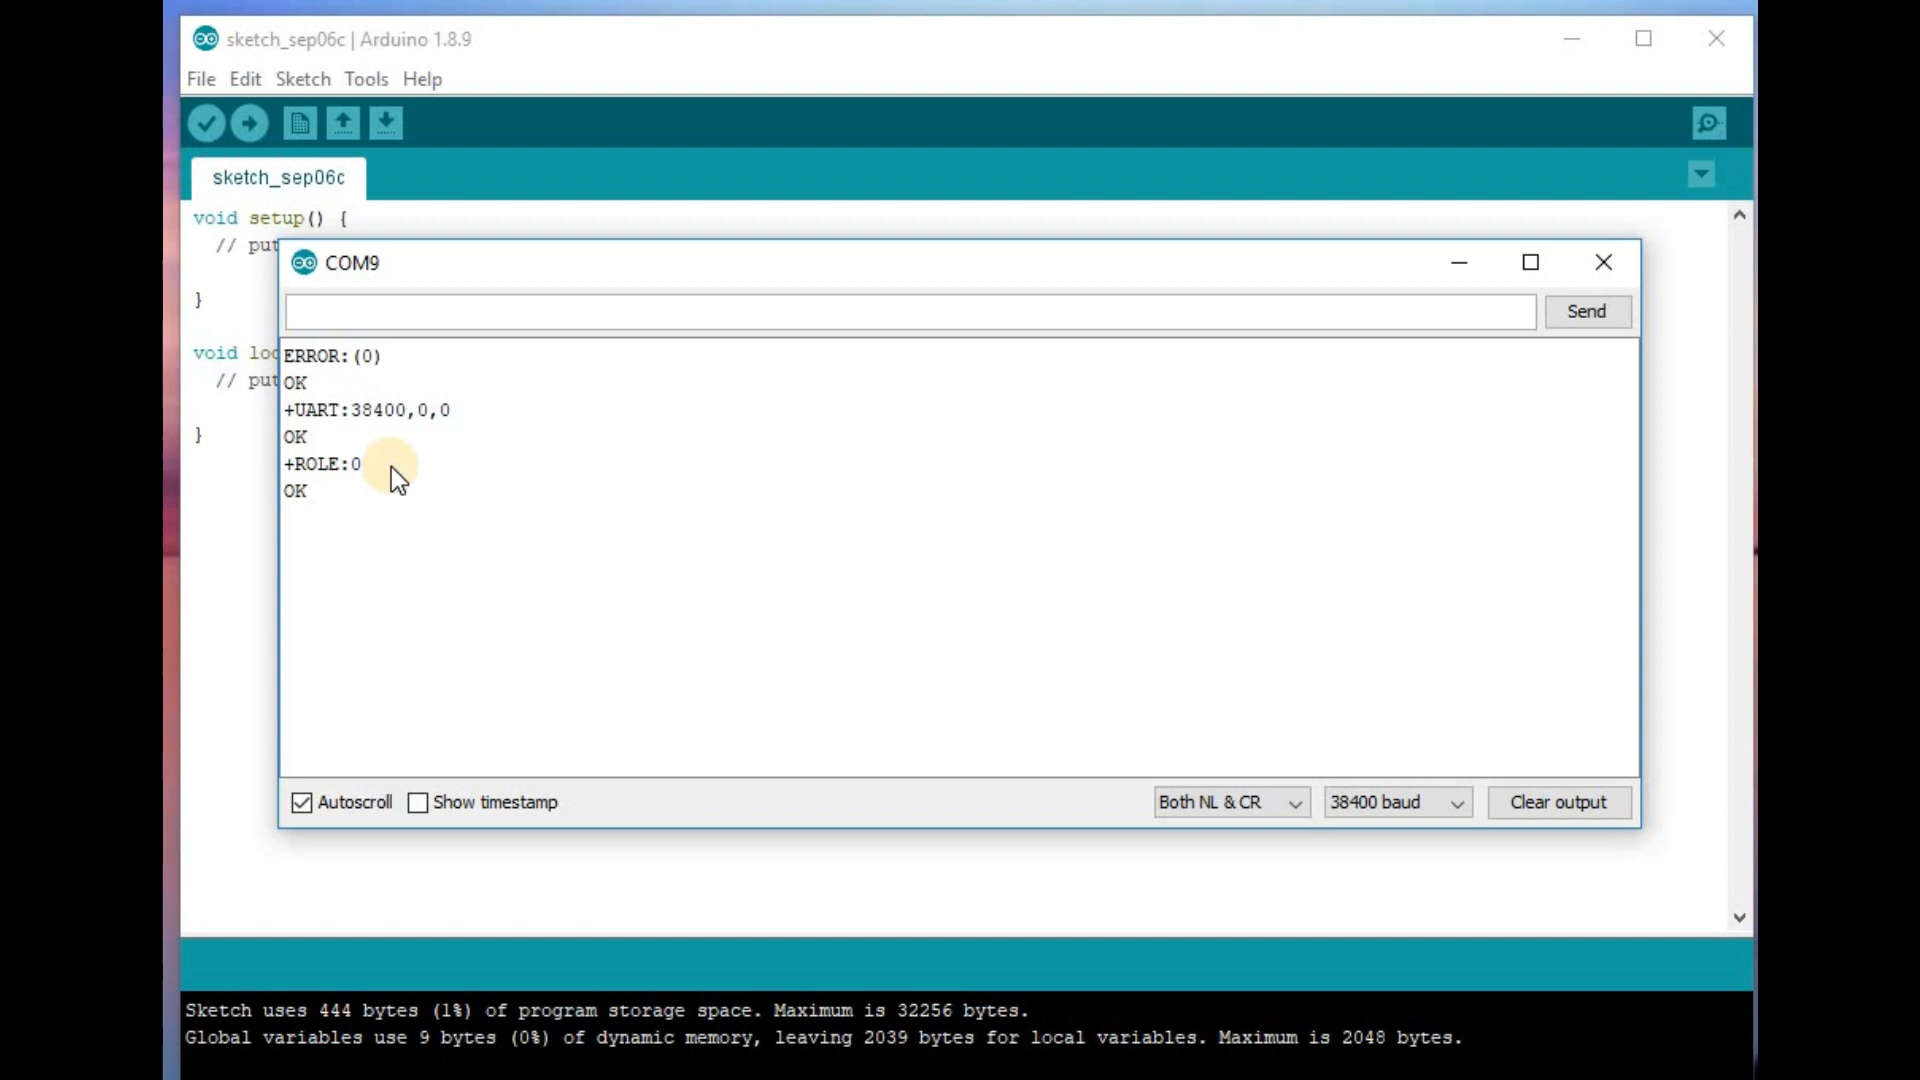 sketch_sep06c | Arduino 1.8.9
File Edit Sketch Tools Help
sketch_sep06c
void setup() {
// put
}
void loo
// put
}
COM9
Send
ERROR:(0)
OK
+UART:38400,0,0
OK
+ROLE:0
OK
Autoscroll Show timestamp Both NL & CR 38400 baud Clear output
Sketch uses 444 bytes (1%) of program storage space. Maximum is 32256 bytes.
Global variables use 9 bytes (0%) of dynamic memory, leaving 2039 bytes for local variables. Maximum is 2048 bytes.